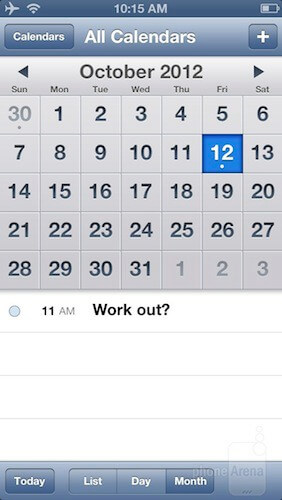 10:15 AM
Calendars All Calendars +
October 2012
Sun Mon Tue Wed Thu Fri Sat
30 1 2 3 4 5 6
7 8 9 10 11 12 13
14 15 16 17 18 19 20
21 22 23 24 25 26 27
28 29 30 31 1 2 3
11 AM Work out?
phoneArena
Today List Day Month